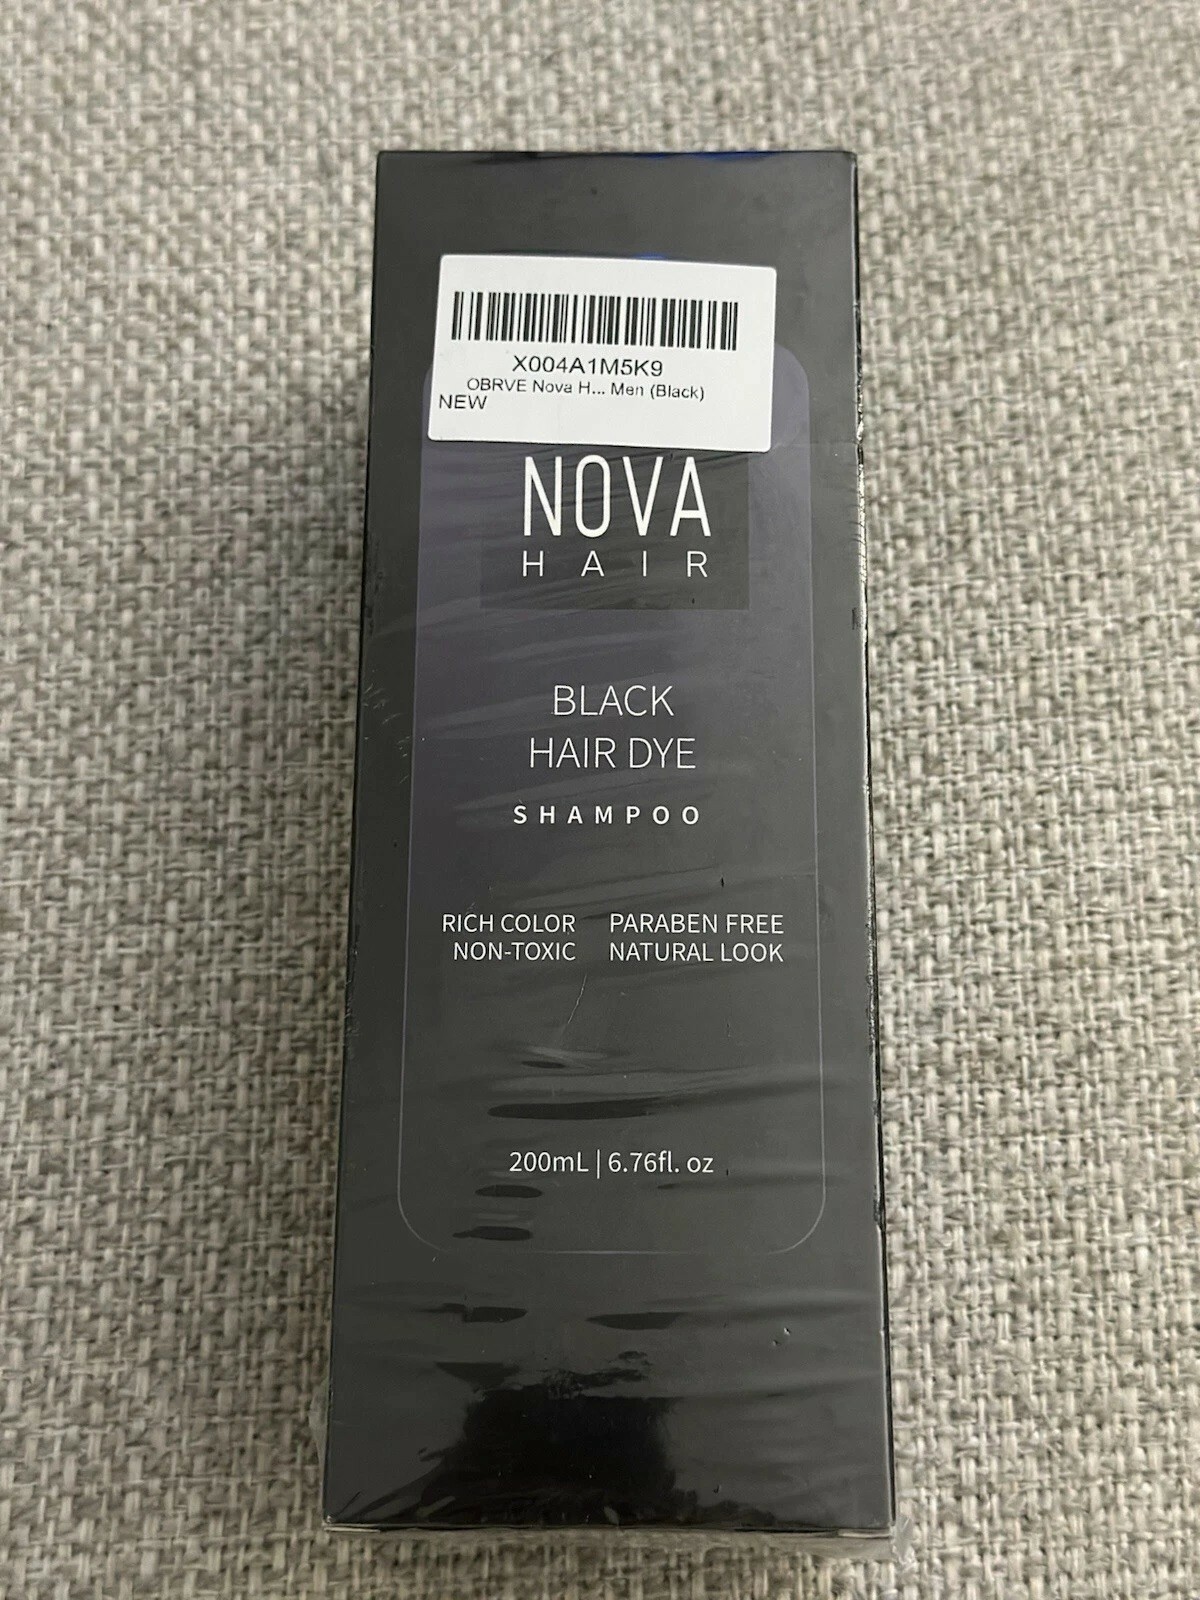 X004A1M5K9
OBRVE Nova H... Men (Black)
NEW
NOVA
HAIR
BLACK
HAIR DYE
SHAMPOO
RICH COLOR PARABEN FREE
NON-TOXIC NATURAL LOOK
200mL | 6.76fl. oz